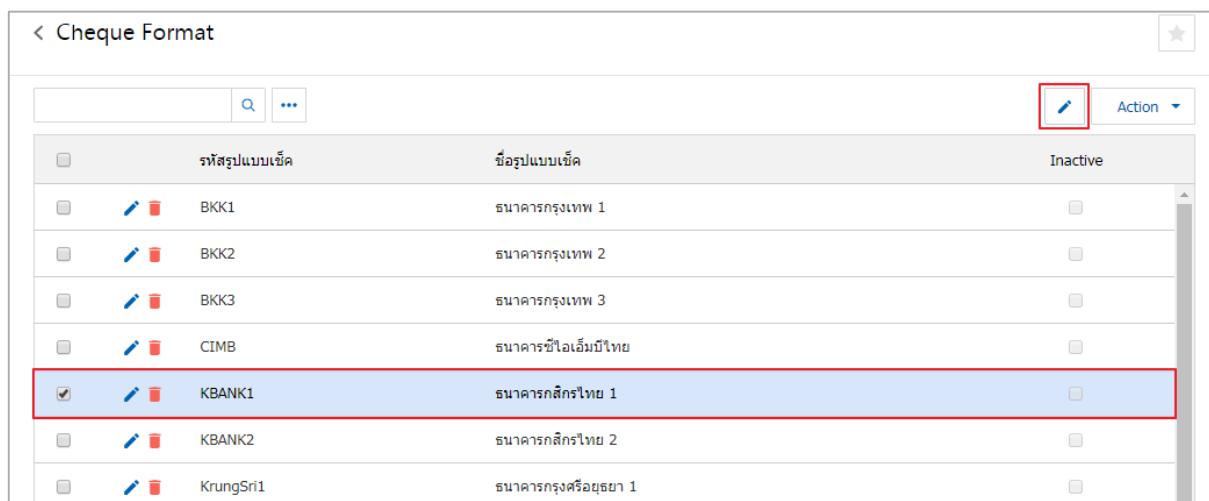 Cheque Format
Action
รหัสรูปแบบเช็ค ชื่อรูปแบบเช็ค Inactive
BKK1 ธนาคารกรุงเทพ 1
BKK2 ธนาคารกรุงเทพ 2
BKK3 ธนาคารกรุงเทพ 3
CIMB ธนาคารซีไอเอ็มบีไทย
KBANK1 ธนาคารกสิกรไทย 1
KBANK2 ธนาคารกสิกรไทย 2
KrungSri1 ธนาคารกรุงศรีอยุธยา 1